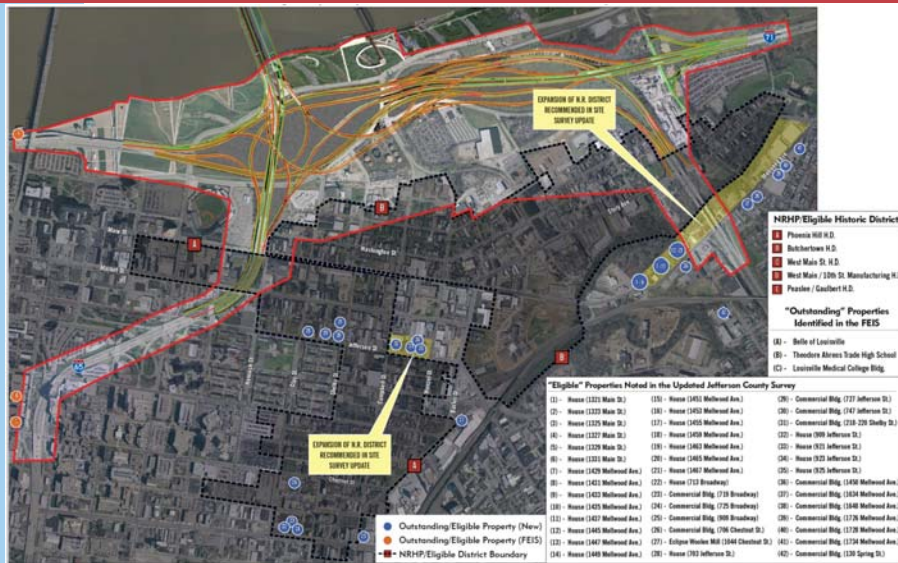 71
EXPANSION OF N.R. DISTRICT
RECOMMENDED IN SITE
SURVEY UPDATE
B
A
Main St.
Market St.
Washington St.
Jefferson St.
65
B
A
EXPANSION OF N.R. DISTRICT
RECOMMENDED IN SITE
SURVEY UPDATE
Outstanding/Eligible Property (New)
Outstanding/Eligible Property (FEIS)
NRHP/Eligible District Boundary
NRHP/Eligible Historic District
A Phoenix Hill H.D.
B Butchertown H.D.
C West Main St. H.D.
D West Main / 10th St. Manufacturing H.
E Peaslee / Gaulbert H.D.
"Outstanding" Properties
Identified in the FEIS
(A) - Belle of Louisville
(B) - Theodore Ahrens Trade High School
(C) - Louisville Medical College Bldg.
"Eligible" Properties Noted in the Updated Jefferson County Survey
(1) - House (1321 Main St.)
(2) - House (1323 Main St.)
(3) - House (1325 Main St.)
(4) - House (1327 Main St.)
(5) - House (1329 Main St.)
(6) - House (1331 Main St.)
(7) - House (1429 Mellwood Ave.)
(8) - House (1431 Mellwood Ave.)
(9) - House (1433 Mellwood Ave.)
(10) - House (1435 Mellwood Ave.)
(11) - House (1437 Mellwood Ave.)
(12) - House (1445 Mellwood Ave.)
(13) - House (1447 Mellwood Ave.)
(14) - House (1449 Mellwood Ave.)
(15) - House (1451 Mellwood Ave.)
(16) - House (1453 Mellwood Ave.)
(17) - House (1455 Mellwood Ave.)
(18) - House (1459 Mellwood Ave.)
(19) - House (1463 Mellwood Ave.)
(20) - House (1465 Mellwood Ave.)
(21) - House (1467 Mellwood Ave.)
(22) - House (713 Broadway)
(23) - Commercial Bldg. (719 Broadway)
(24) - Commercial Bldg. (725 Broadway)
(25) - Commercial Bldg. (909 Broadway)
(26) - Commercial Bldg. (706 Chestnut St.)
(27) - Eclipse Woolen Mill (1044 Chestnut St.)
(28) - House (703 Jefferson St.)
(29) - Commercial Bldg. (727 Jefferson St.)
(30) - Commercial Bldg. (747 Jefferson St.)
(31) - Commercial Bldg. (218-220 Shelby St.)
(32) - House (909 Jefferson St.)
(33) - House (921 Jefferson St.)
(34) - House (923 Jefferson St.)
(35) - House (925 Jefferson St.)
(36) - Commercial Bldg. (1450 Mellwood Ave.)
(37) - Commercial Bldg. (1634 Mellwood Ave.)
(38) - Commercial Bldg. (1640 Mellwood Ave.)
(39) - Commercial Bldg. (1726 Mellwood Ave.)
(40) - Commercial Bldg. (1728 Mellwood Ave.)
(41) - Commercial Bldg. (1734 Mellwood Ave.)
(42) - Commercial Bldg. (130 Spring St.)